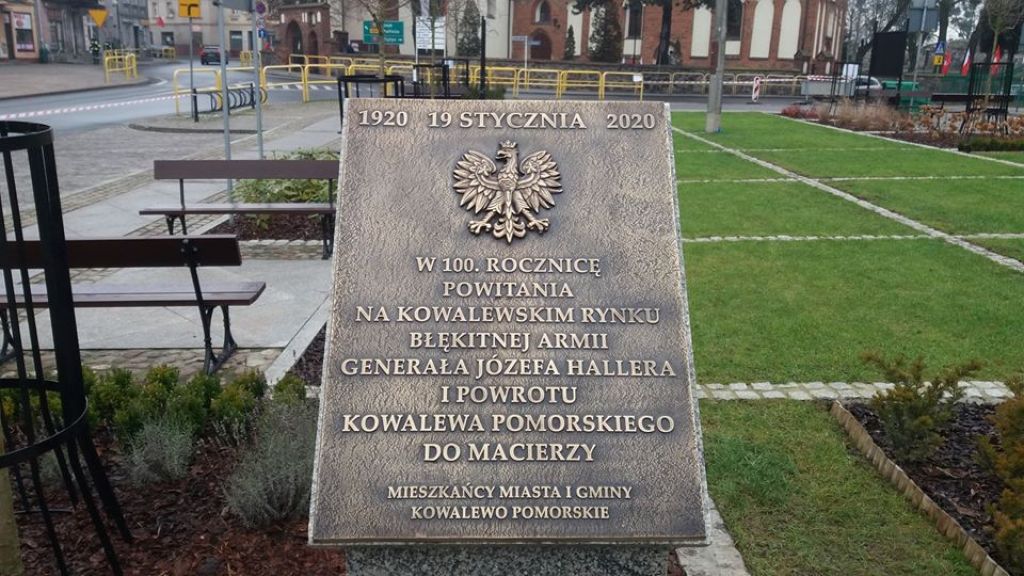 1920 19 STYCZNIA 2020
W 100. ROCZNICĘ
POWITANIA
NA KOWALEWSKIM RYNKU
BŁĘKITNEJ ARMII
GENERAŁA JÓZEFA HALLERA
I POWROTU
KOWALEWA POMORSKIEGO
DO MACIERZY
MIESZKAŃCY MIASTA I GMINY
KOWALEWO POMORSKIE